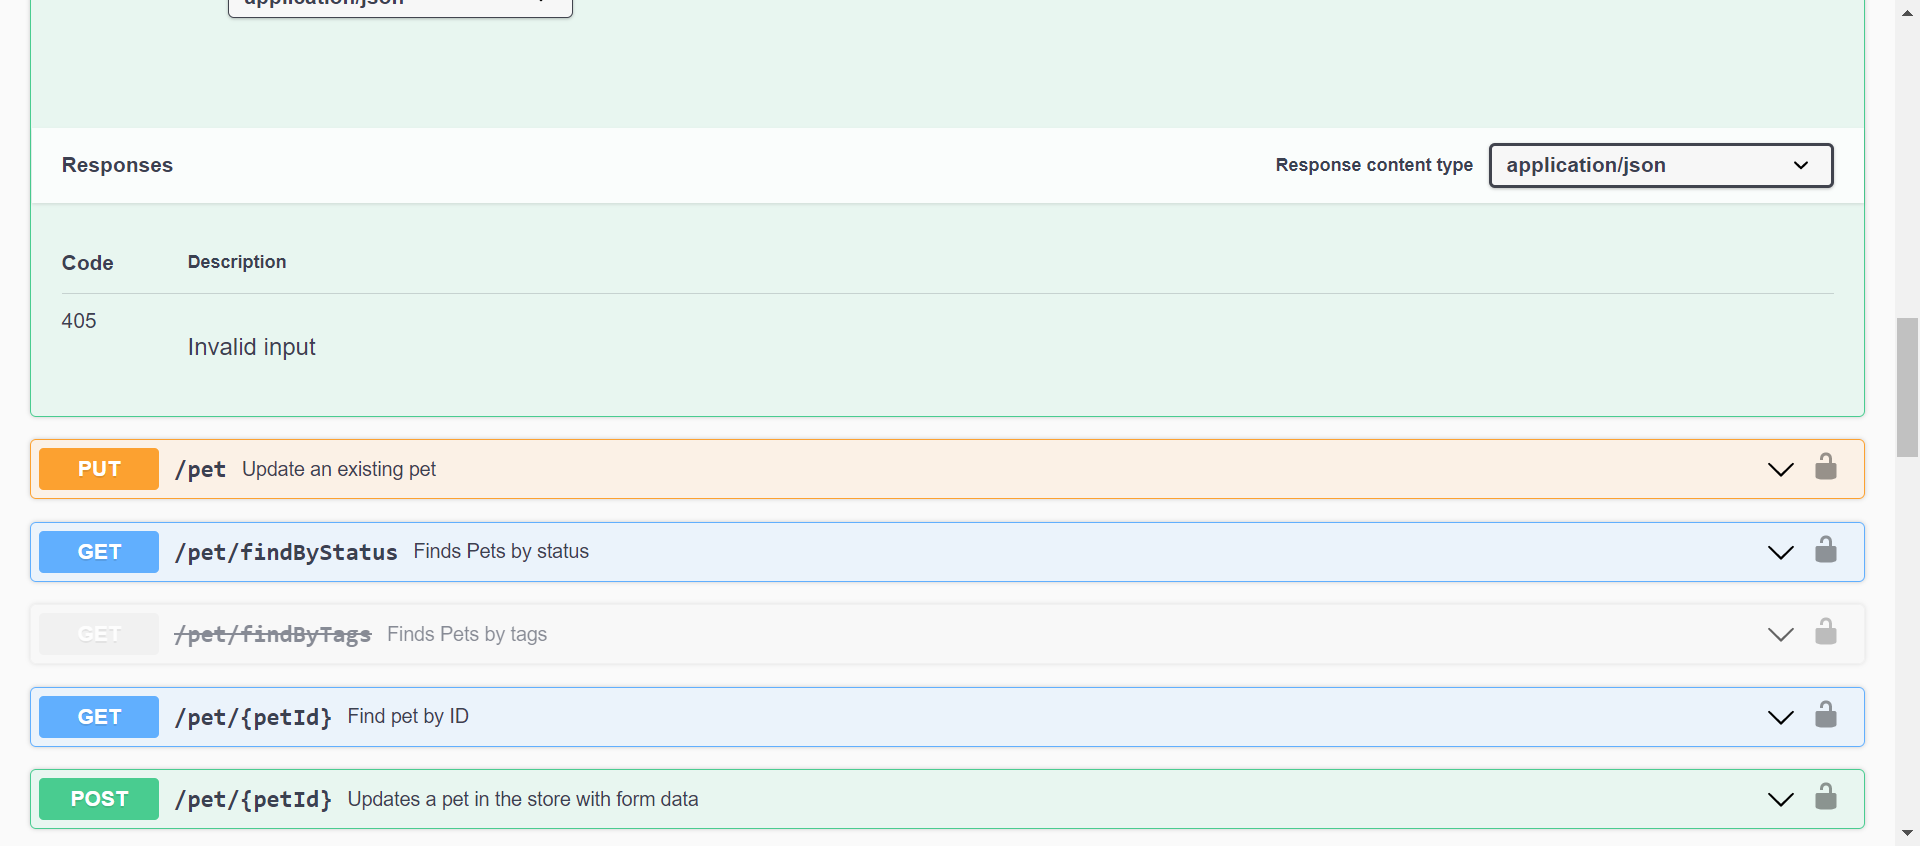 application/json
Responses
Response content type
application/json
Code Description
405
Invalid input
PUT /pet Update an existing pet
GET /pet/findByStatus Finds Pets by status
GET /pet/findByTags Finds Pets by tags
GET /pet/{petId} Find pet by ID
POST /pet/{petId} Updates a pet in the store with form data